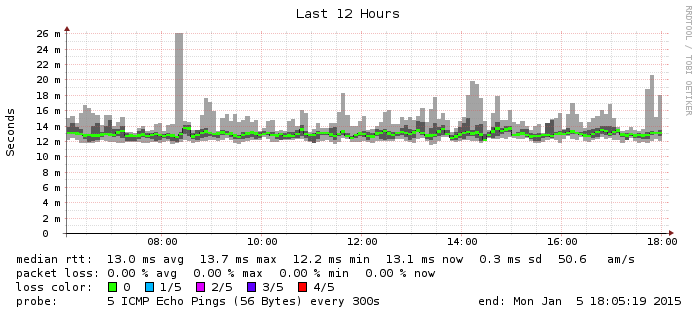 Last 12 Hours
RRDTOOL / TOBI OETIKER
Seconds
26 m
24 m
22 m
20 m
18 m
16 m
14 m
12 m
10 m
8 m
6 m
4 m
2 m
0
08:00 10:00 12:00 14:00 16:00 18:00
median rtt: 13.0 ms avg 13.7 ms max 12.2 ms min 13.1 ms now 0.3 ms sd 50.6 am/s
packet loss: 0.00 % avg 0.00 % max 0.00 % min 0.00 % now
loss color: 0 1/5 2/5 3/5 4/5
probe: 5 ICMP Echo Pings (56 Bytes) every 300s end: Mon Jan 5 18:05:19 2015